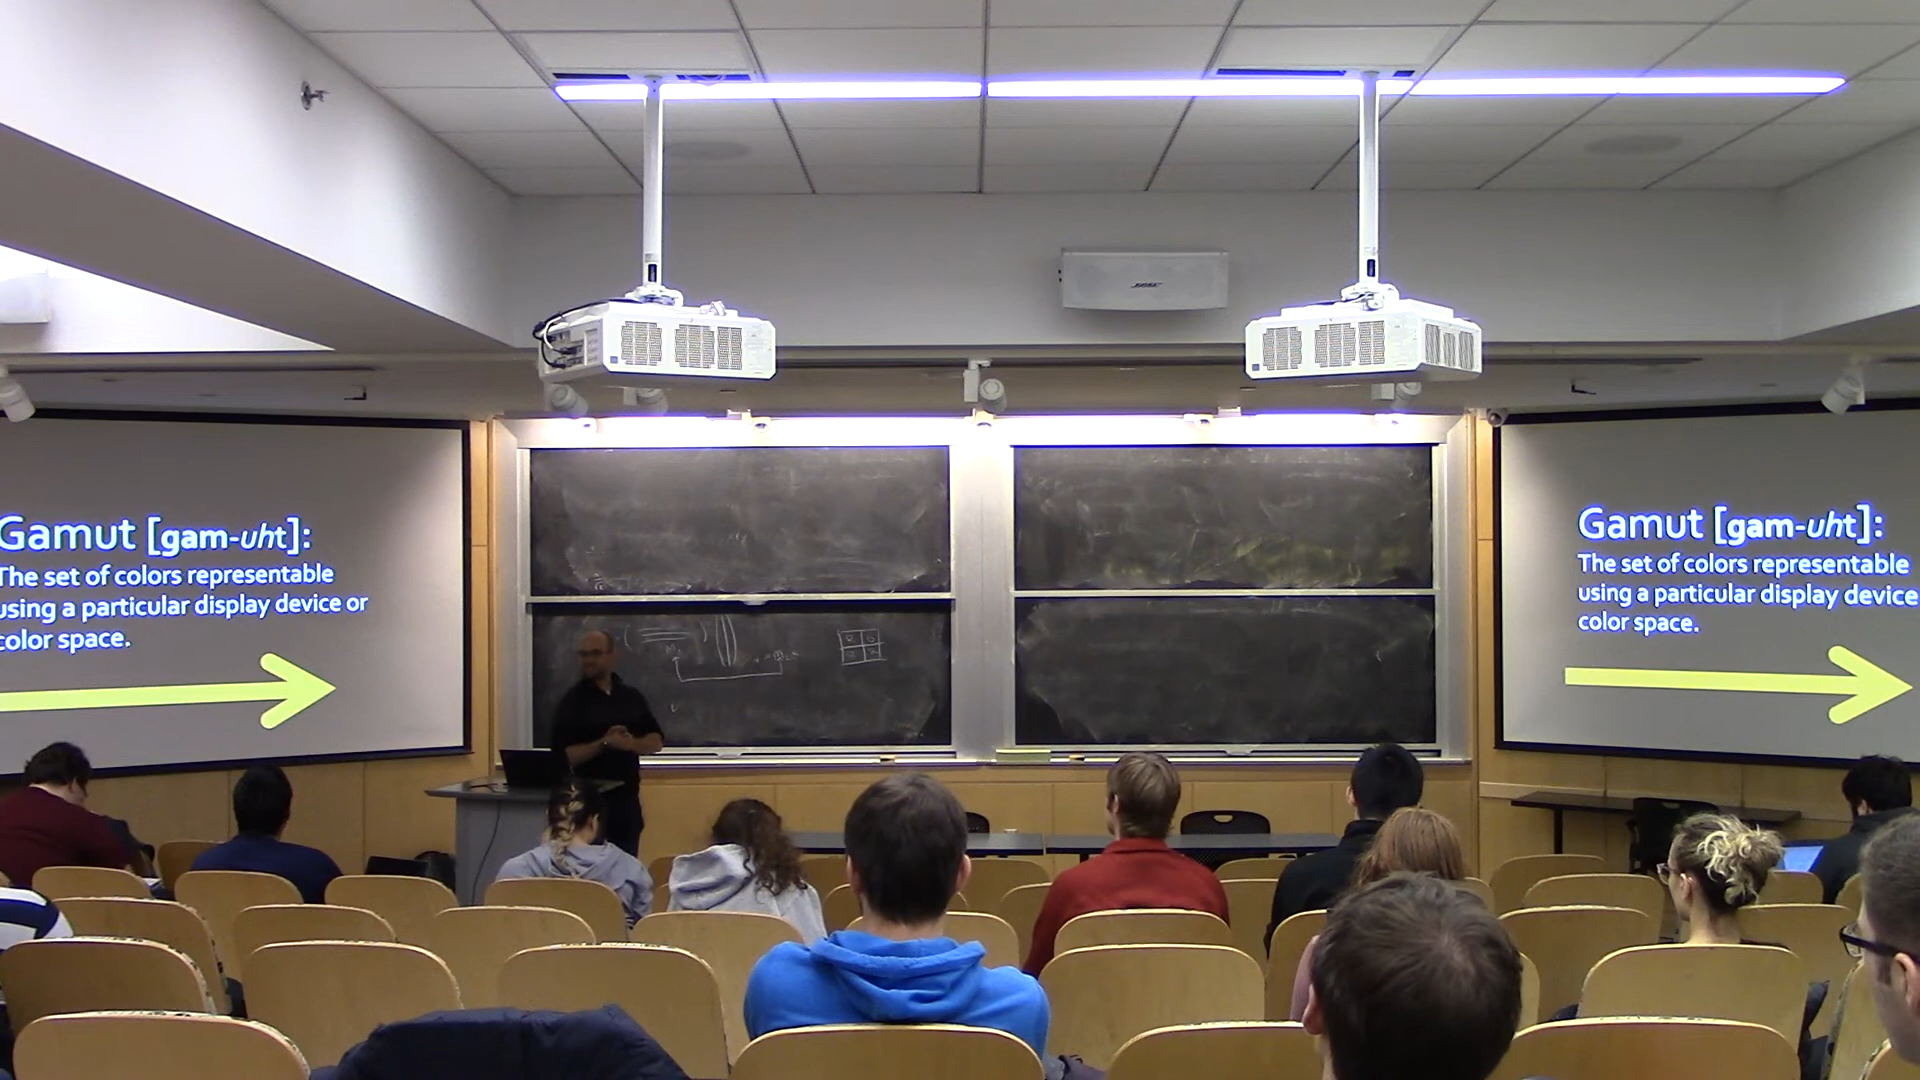 Gamut [gam-uht]:
The set of colors representable
using a particular display device or
color space.
BOSE
Gamut [gam-uht]:
The set of colors representable
using a particular display device
color space.